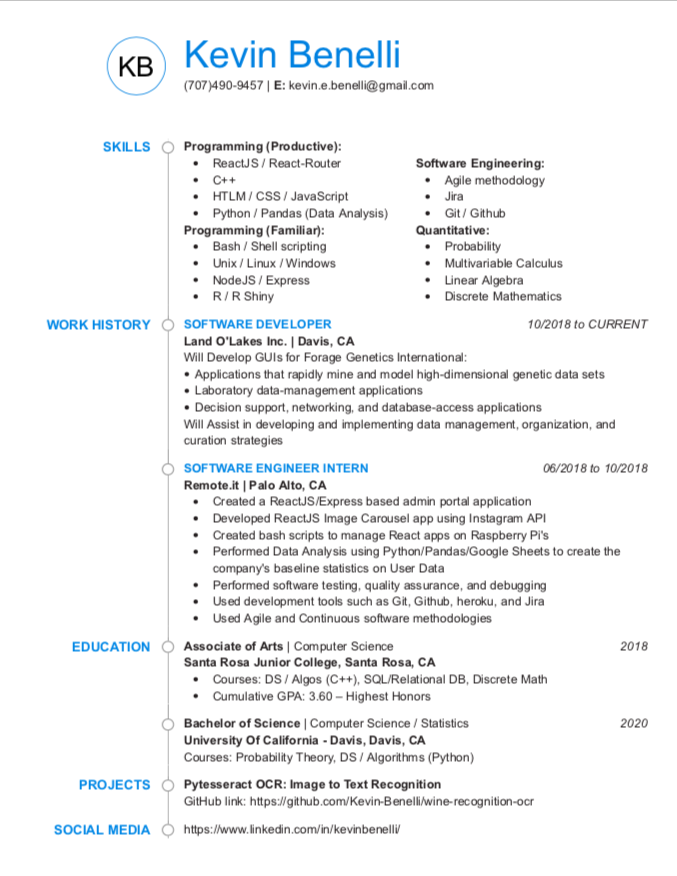 KB
Kevin Benelli
(707)490-9457 | E: kevin.e.benelli@gmail.com
SKILLS
Programming (Productive):
• ReactJS / React-Router
• C++
• HTLM / CSS / JavaScript
• Python / Pandas (Data Analysis)
Programming (Familiar):
• Bash / Shell scripting
• Unix / Linux / Windows
• NodeJS / Express
• R / R Shiny
Software Engineering:
• Agile methodology
• Jira
• Git / Github
Quantitative:
• Probability
• Multivariable Calculus
• Linear Algebra
• Discrete Mathematics
WORK HISTORY
SOFTWARE DEVELOPER 10/2018 to CURRENT
Land O'Lakes Inc. | Davis, CA
Will Develop GUIs for Forage Genetics International:
• Applications that rapidly mine and model high-dimensional genetic data sets
• Laboratory data-management applications
• Decision support, networking, and database-access applications
Will Assist in developing and implementing data management, organization, and
curation strategies
SOFTWARE ENGINEER INTERN 06/2018 to 10/2018
Remote.it | Palo Alto, CA
• Created a ReactJS/Express based admin portal application
• Developed ReactJS Image Carousel app using Instagram API
• Created bash scripts to manage React apps on Raspberry Pi's
• Performed Data Analysis using Python/Pandas/Google Sheets to create the
company's baseline statistics on User Data
• Performed software testing, quality assurance, and debugging
• Used development tools such as Git, Github, heroku, and Jira
• Used Agile and Continuous software methodologies
EDUCATION
Associate of Arts | Computer Science 2018
Santa Rosa Junior College, Santa Rosa, CA
• Courses: DS / Algos (C++), SQL/Relational DB, Discrete Math
• Cumulative GPA: 3.60 – Highest Honors
Bachelor of Science | Computer Science / Statistics 2020
University Of California - Davis, Davis, CA
Courses: Probability Theory, DS / Algorithms (Python)
PROJECTS
Pytesseract OCR: Image to Text Recognition
GitHub link: https://github.com/Kevin-Benelli/wine-recognition-ocr
SOCIAL MEDIA
https://www.linkedin.com/in/kevinbenelli/